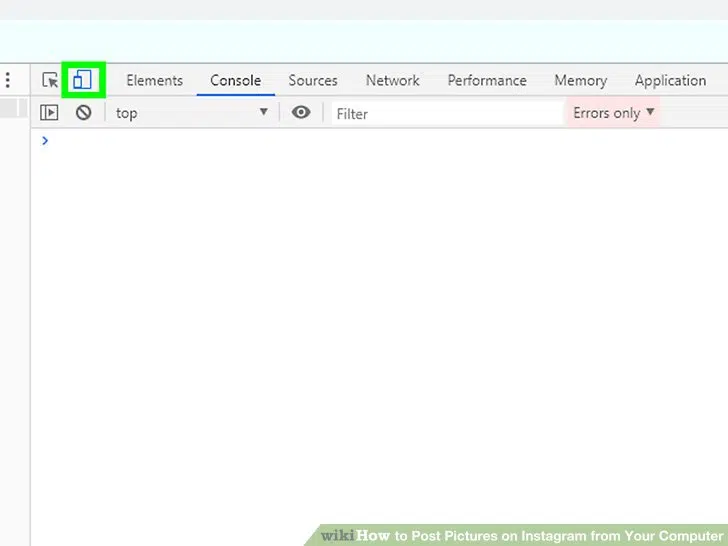 Elements Console Sources Network Performance Memory Application
top Filter Errors only
wikiHow to Post Pictures on Instagram from Your Computer